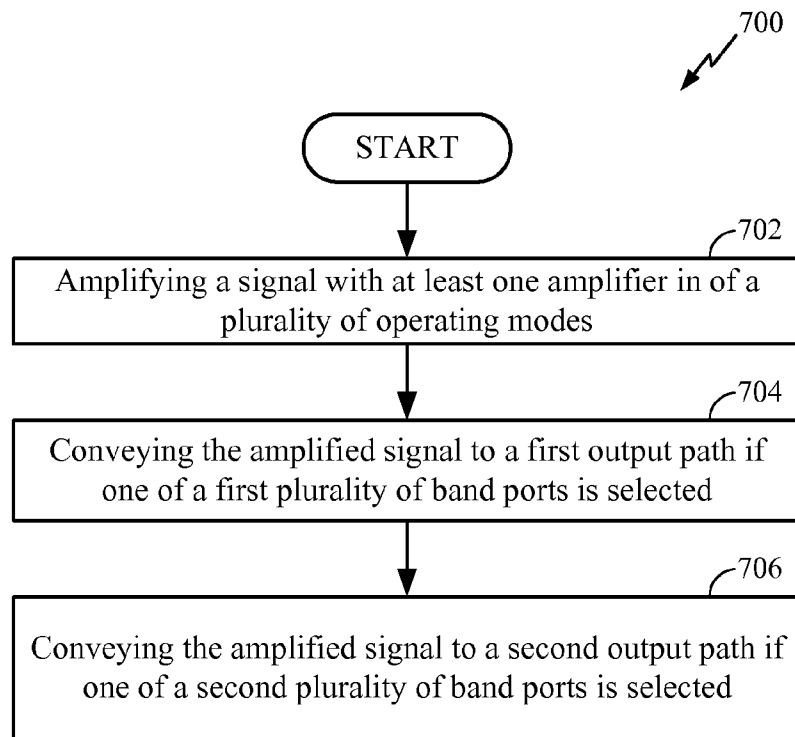 700
START
702
Amplifying a signal with at least one amplifier in of a
plurality of operating modes
704
Conveying the amplified signal to a first output path if
one of a first plurality of band ports is selected
706
Conveying the amplified signal to a second output path if
one of a second plurality of band ports is selected